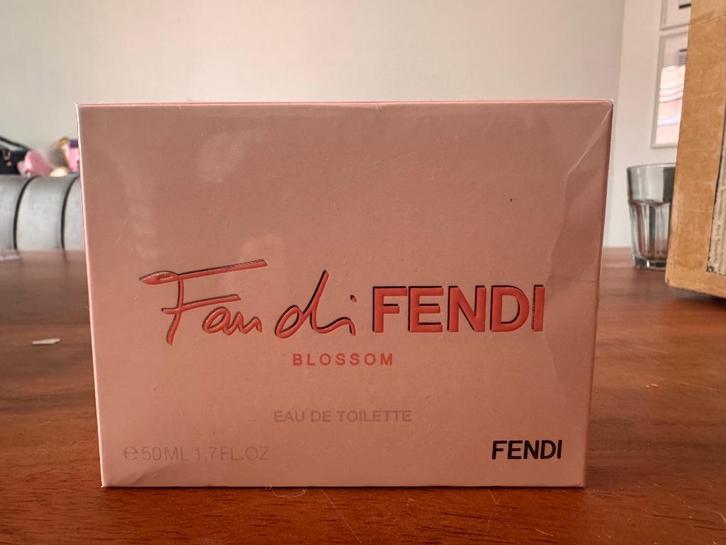 Fan di FENDI
BLOSSOM
EAU DE TOILETTE
℮50ML 1.7FL.OZ
FENDI